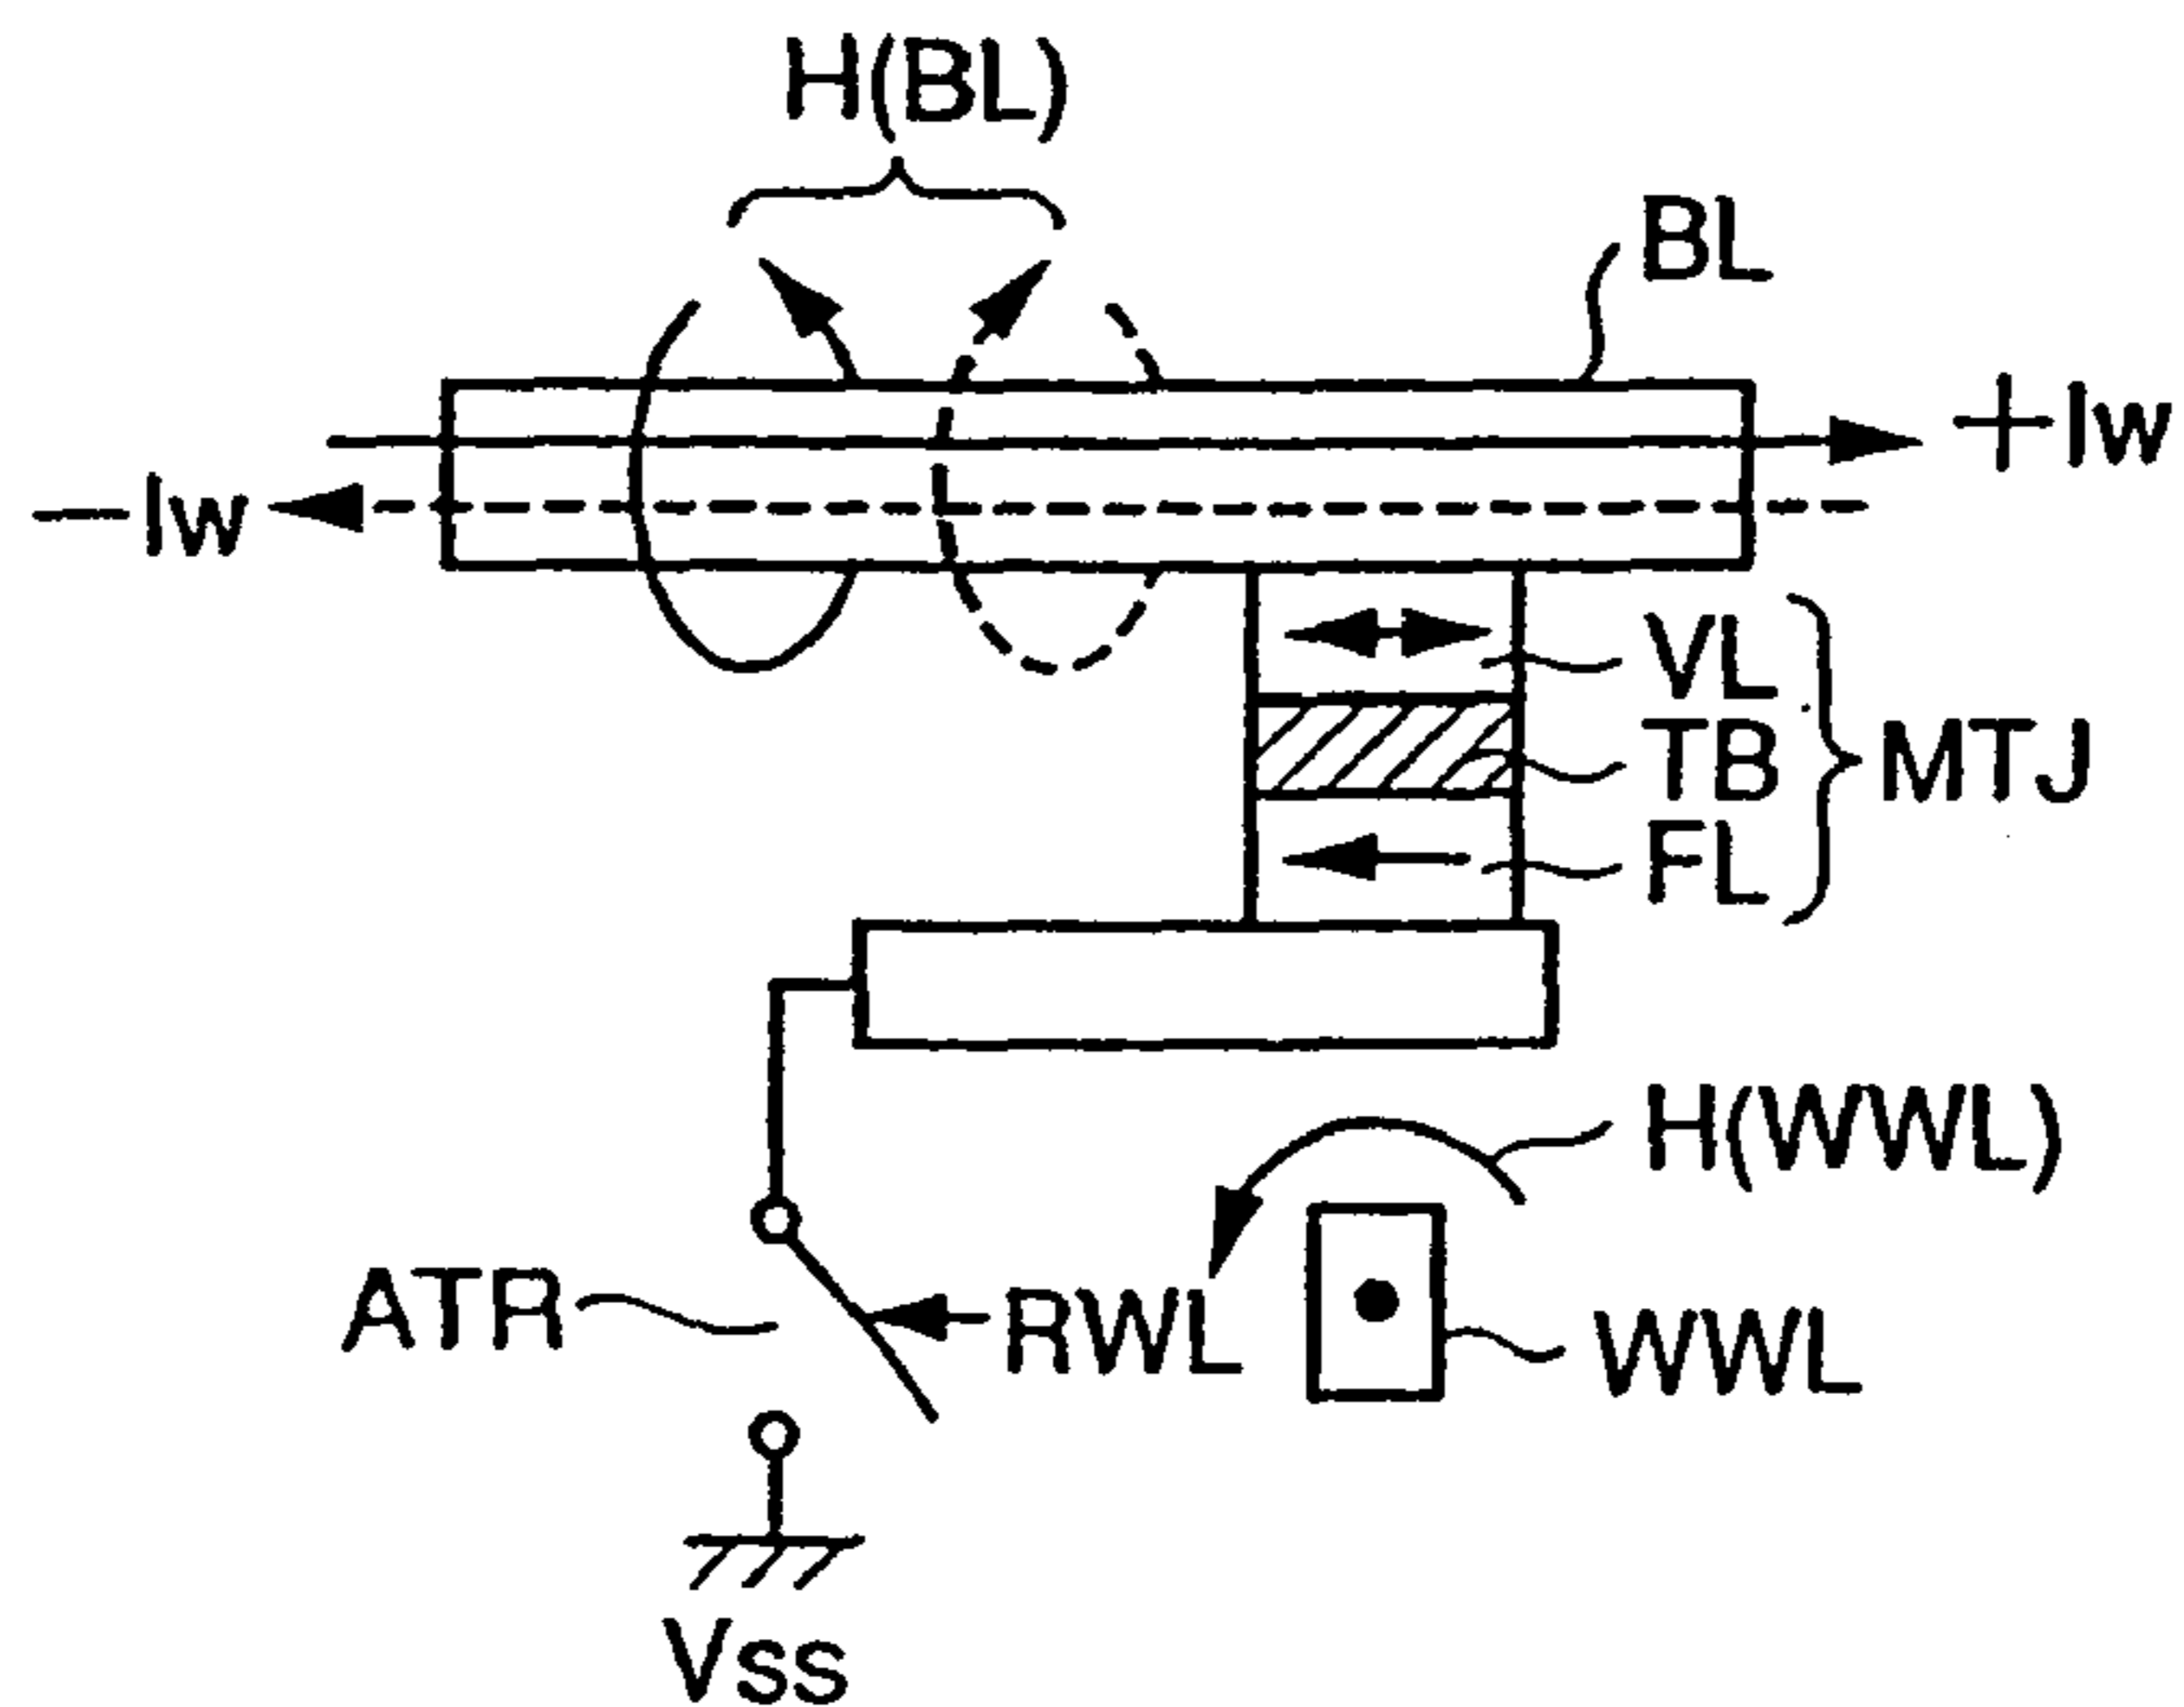 H(BL)
BL
+Iw
−Iw
VL
TB
MTJ
FL
H(WWL)
ATR
RWL
WWL
Vss